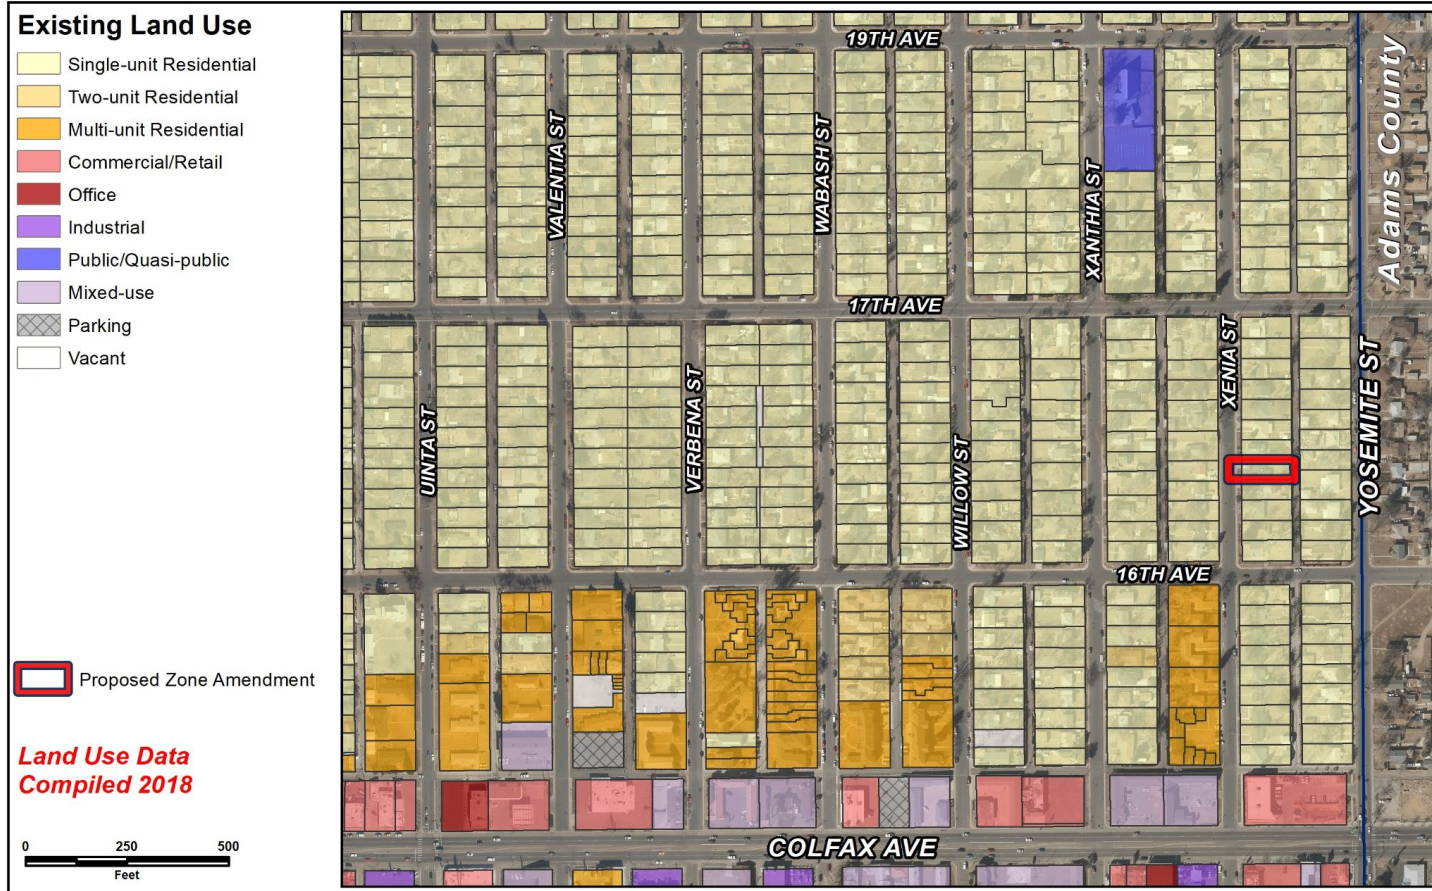 Existing Land Use
Single-unit Residential
Two-unit Residential
Multi-unit Residential
Commercial/Retail
Office
Industrial
Public/Quasi-public
Mixed-use
Parking
Vacant
Proposed Zone Amendment
Land Use Data
Compiled 2018
0 250 500
Feet
19TH AVE
Adams County
VALENTIA ST
WABASH ST
XANTHIA ST
17TH AVE
XENIA ST
YOSEMITE ST
VERBENA ST
UINTA ST
WILLOW ST
16TH AVE
COLFAX AVE